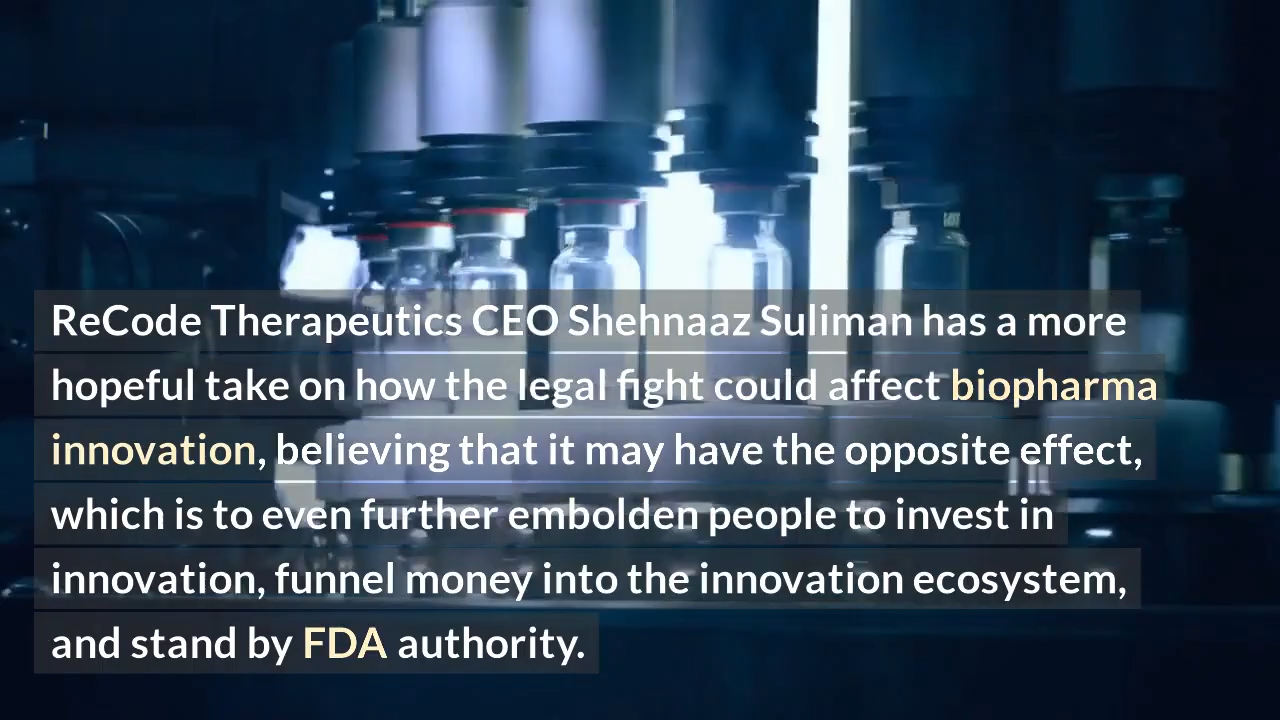 ReCode Therapeutics CEO Shehnaaz Suliman has a more
hopeful take on how the legal fight could affect biopharma
innovation, believing that it may have the opposite effect,
which is to even further embolden people to invest in
innovation, funnel money into the innovation ecosystem,
and stand by FDA authority.